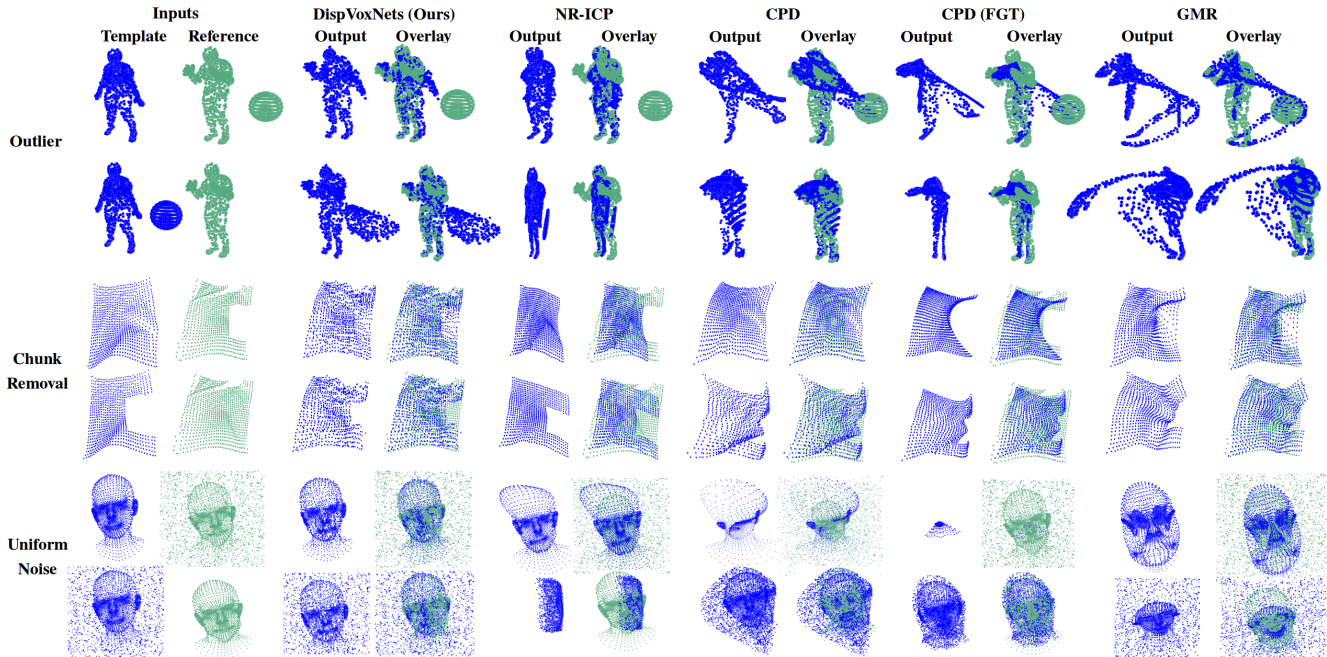 Inputs DispVoxNets (Ours) NR-ICP CPD CPD (FGT) GMR
Template Reference Output Overlay Output Overlay Output Overlay Output Overlay Output Overlay
Outlier
Chunk
Removal
Uniform
Noise